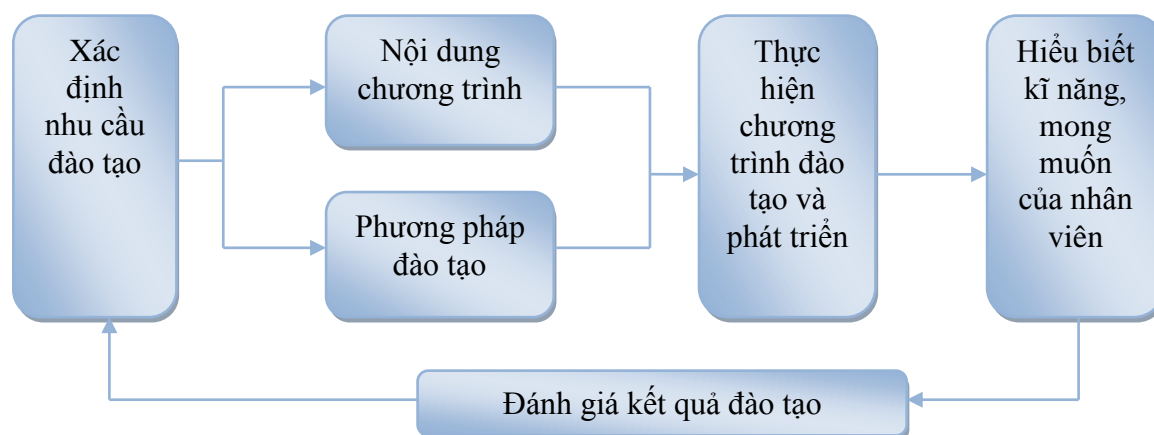 Xác
định
nhu cầu
đào tạo
Nội dung
chương trình
Phương pháp
đào tạo
Thực
hiện
chương
trình đào
tạo và
phát triển
Hiểu biết
kĩ năng,
mong
muốn
của nhân
viên
Đánh giá kết quả đào tạo